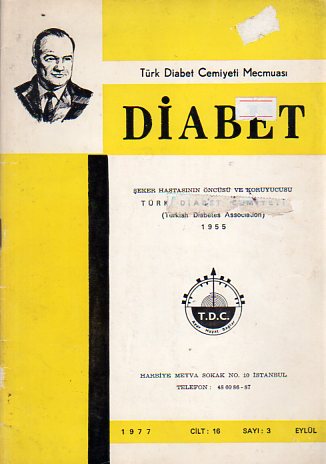 Türk Diabet Cemiyeti Mecmuası
DİABET
ŞEKER HASTASININ ÖNCÜSÜ VE KORUYUCUSU
TÜRK DİABET CEMİYETİ
(Turkish Diabetes Association)
1955
T.D.C.
HARBİYE MEYVA SOKAK NO. 10 İSTANBUL
TELEFON : 48 60 86 - 87
1977 CİLT: 16 SAYI: 3 EYLÜL